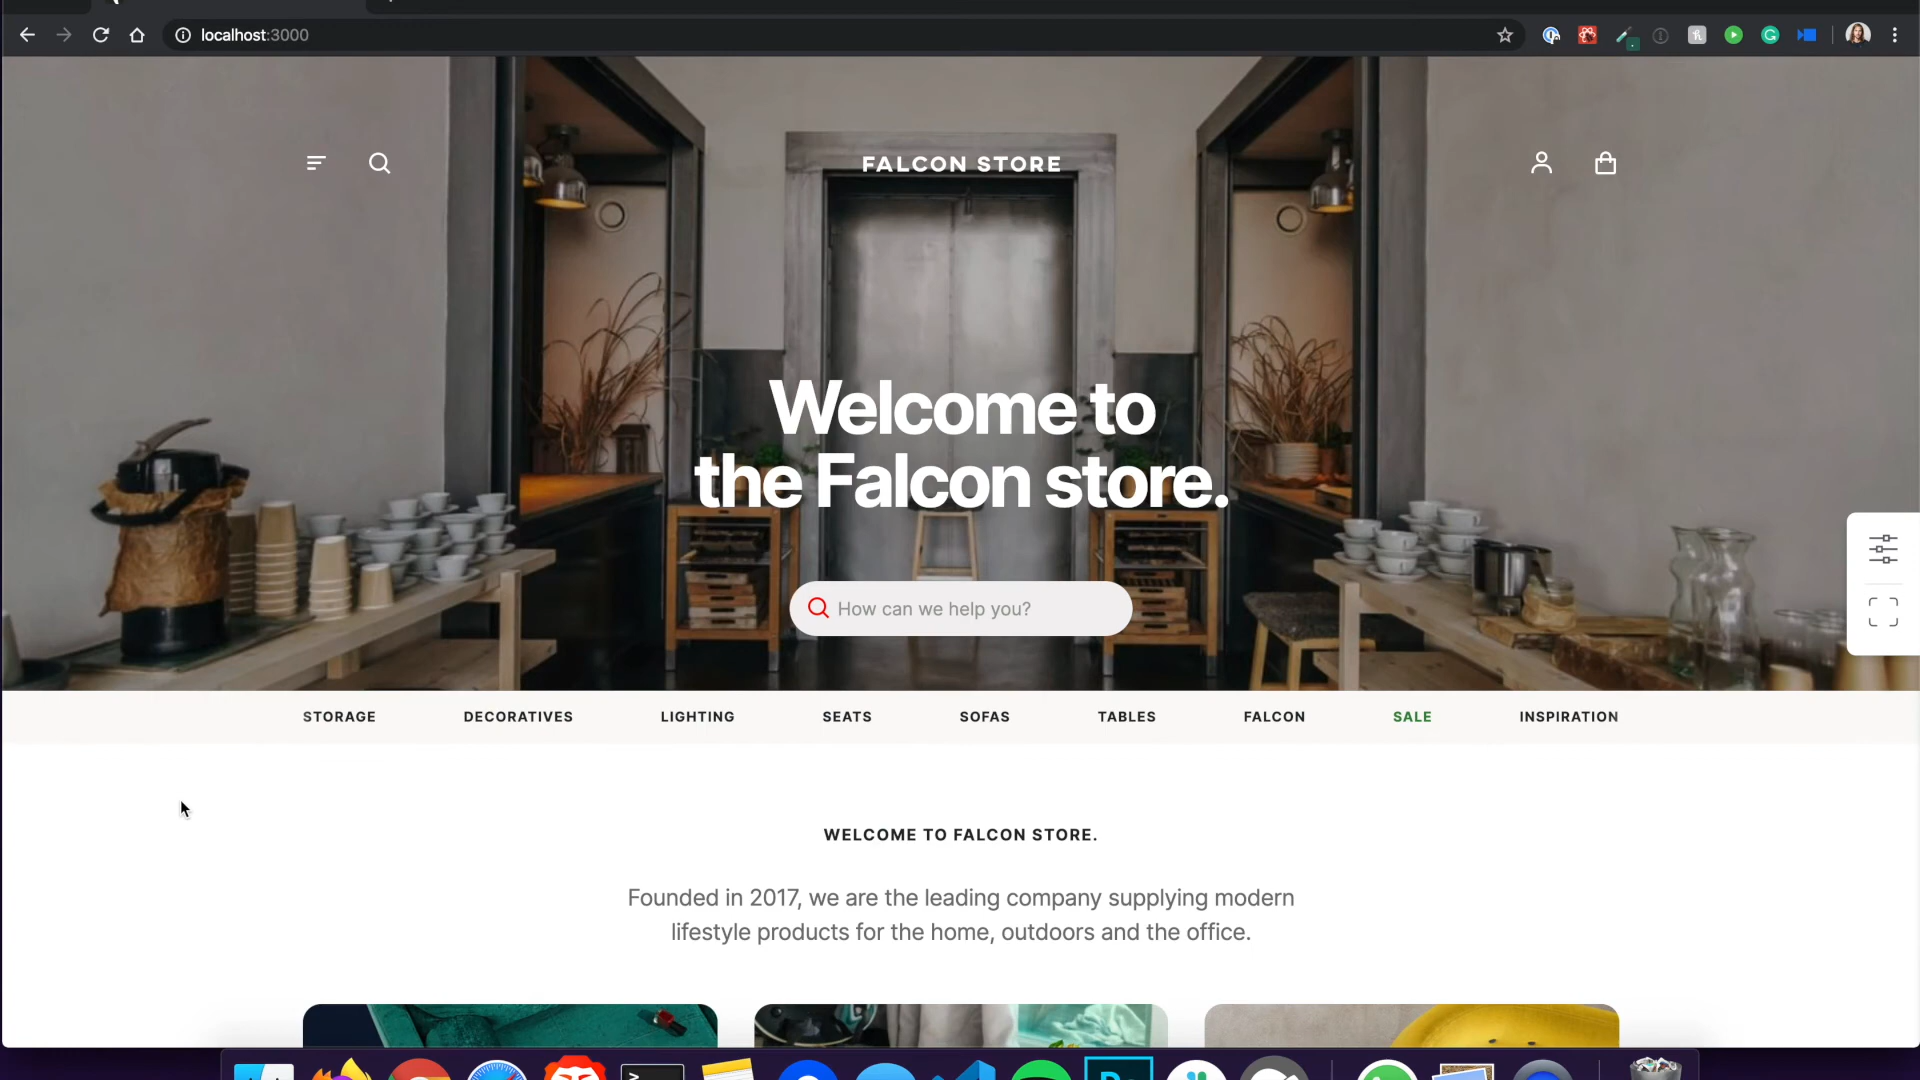 localhost:3000
FALCON STORE
Welcome to
the Falcon store.
How can we help you?
STORAGE DECORATIVES LIGHTING SEATS SOFAS TABLES FALCON SALE INSPIRATION
WELCOME TO FALCON STORE.
Founded in 2017, we are the leading company supplying modern
lifestyle products for the home, outdoors and the office.